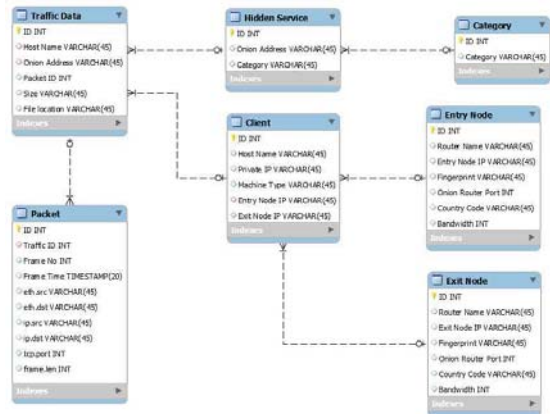 Traffic Data
ID INT
Host Name VARCHAR(45)
Onion Address VARCHAR(45)
Packet ID INT
Size VARCHAR(45)
File location VARCHAR(45)
Indexes
Hidden Service
ID INT
Onion Address VARCHAR(45)
Category VARCHAR(45)
Indexes
Category
ID INT
Category VARCHAR(45)
Indexes
Client
ID INT
Host Name VARCHAR(45)
Private IP VARCHAR(45)
Machine Type VARCHAR(45)
Entry Node IP VARCHAR(45)
Exit Node IP VARCHAR(45)
Indexes
Entry Node
ID INT
Router Name VARCHAR(45)
Entry Node IP VARCHAR(45)
Fingerprint VARCHAR(45)
Onion Router Port INT
Country Code VARCHAR(45)
Bandwidth INT
Indexes
Packet
ID INT
Traffic ID INT
Frame No INT
Frame Time TIMESTAMP(20)
eth.src VARCHAR(45)
eth.dst VARCHAR(45)
ip.src VARCHAR(45)
ip.dst VARCHAR(45)
tcp.port INT
frame.len INT
Indexes
Exit Node
ID INT
Router Name VARCHAR(45)
Exit Node IP VARCHAR(45)
Fingerprint VARCHAR(45)
Onion Router Port INT
Country Code VARCHAR(45)
Bandwidth INT
Indexes